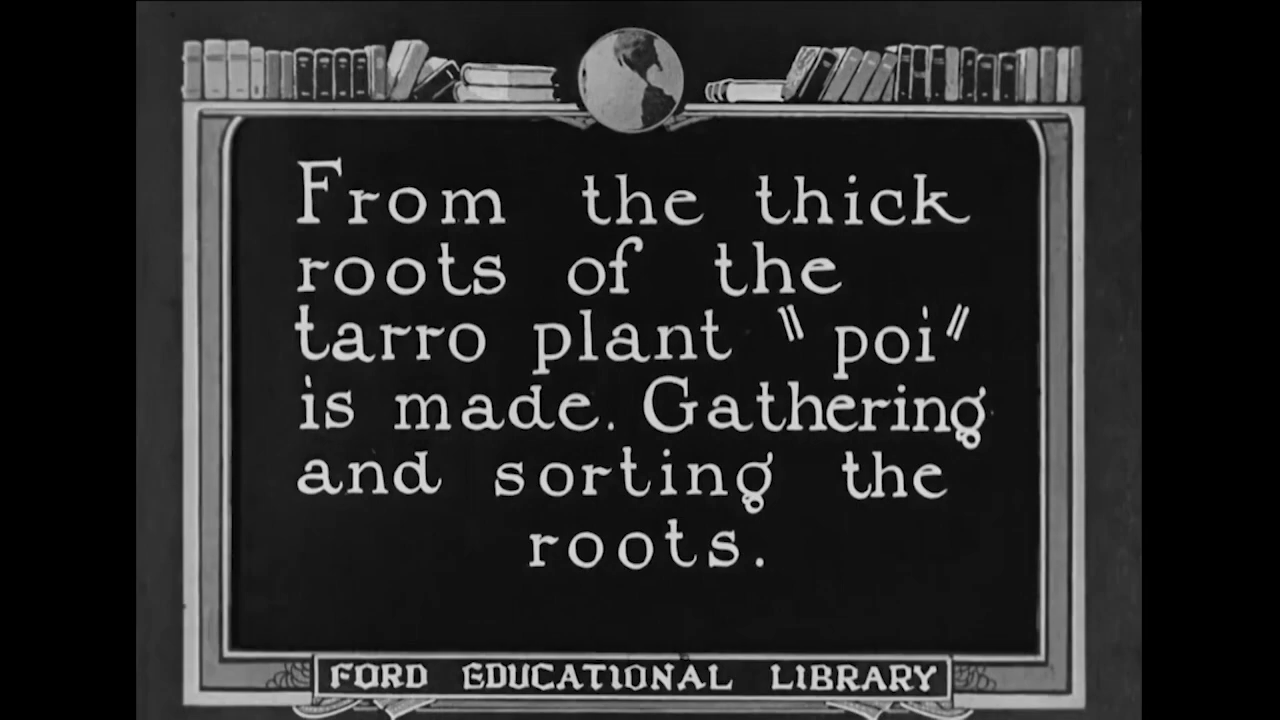 From the thick
roots of the
tarro plant "poi"
is made. Gathering
and sorting the
roots.
FORD EDUCATIONAL LIBRARY